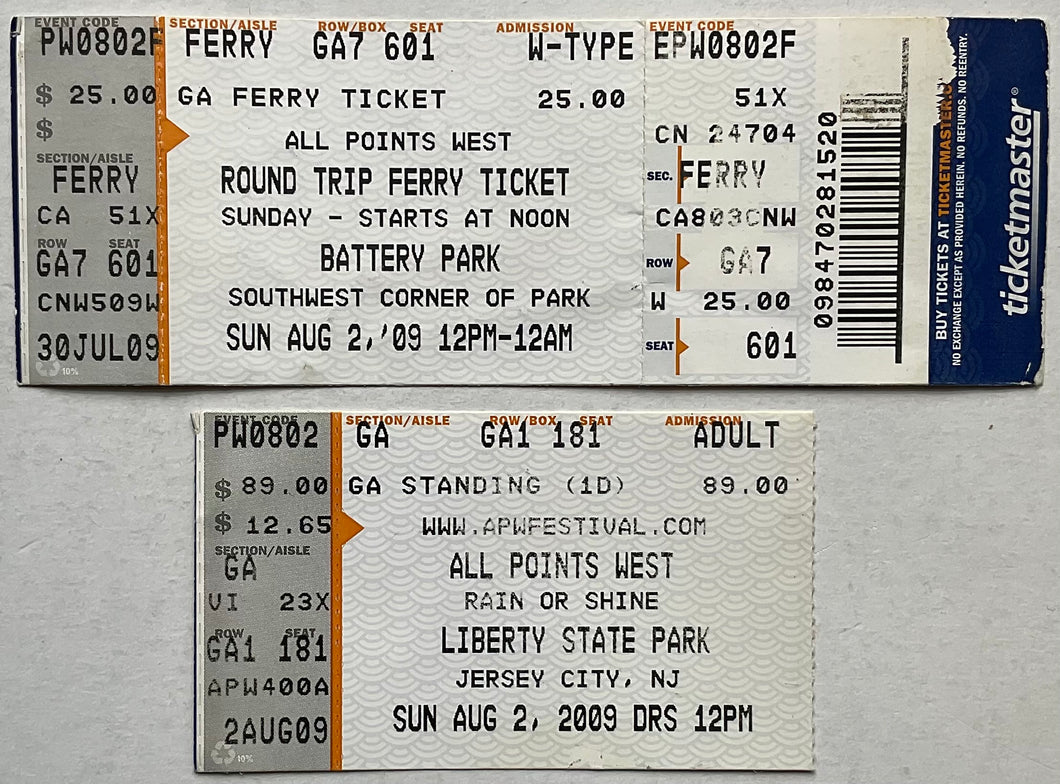 EVENT CODE SECTION/AISLE ROW/BOX SEAT ADMISSION EVENT CODE
PW0802F FERRY GA7 601 W-TYPE EPW0802F
$ 25.00 GA FERRY TICKET 25.00 51X
$ ALL POINTS WEST CN 24704
SECTION/AISLE ROUND TRIP FERRY TICKET SEC. FERRY
FERRY
CA 51X SUNDAY - STARTS AT NOON CA803CNW
ROW SEAT
GA7 601 BATTERY PARK ROW GA7
CNW509W SOUTHWEST CORNER OF PARK W 25.00
30JUL09 SUN AUG 2,'09 12PM-12AM SEAT 601
10%
098470281520
BUY TICKETS AT TICKETMASTER.C
NO EXCHANGE EXCEPT AS PROVIDED HEREIN. NO REFUNDS. NO REENTRY.
ticketmaster®
EVENT CODE SECTION/AISLE ROW/BOX SEAT ADMISSION
PW0802 GA GA1 181 ADULT
$ 89.00 GA STANDING (1D) 89.00
$ 12.65 WWW.APWFESTIVAL.COM
SECTION/AISLE
GA ALL POINTS WEST
VI 23X RAIN OR SHINE
ROW SEAT
GA1 181 LIBERTY STATE PARK
APW400A JERSEY CITY, NJ
2AUG09 SUN AUG 2, 2009 DRS 12PM
10%